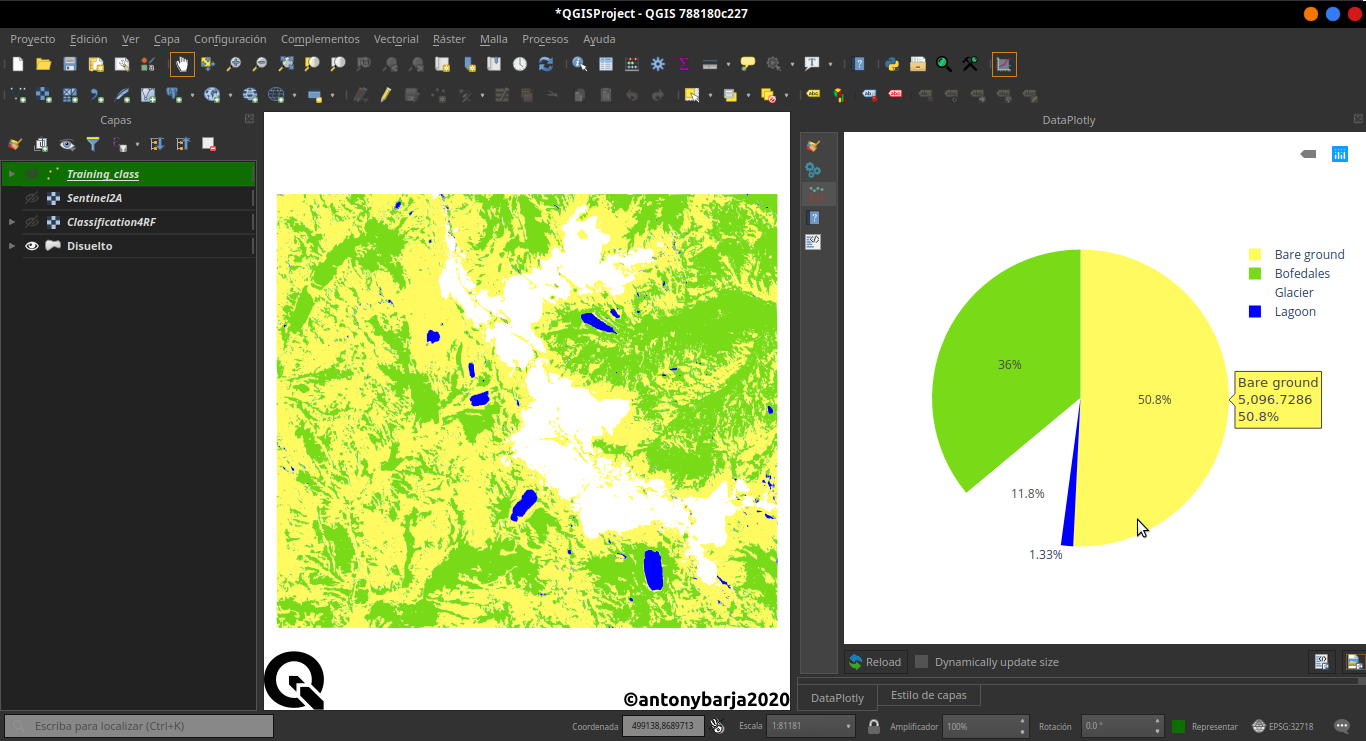 *QGISProject - QGIS 788180c227
Proyecto Edición Ver Capa Configuración Complementos Vectorial Ráster Malla Procesos Ayuda
Capas
Training_class
Sentinel2A
Classification4RF
Disuelto
©antonybarja2020
DataPlotly
Bare ground
Bofedales
Glacier
Lagoon
36%
50.8%
11.8%
1.33%
Bare ground
5,096.7286
50.8%
Reload Dynamically update size
DataPlotly Estilo de capas
Escriba para localizar (Ctrl+K) Coordenada 499138,8689713 Escala 1:81181 Amplificador 100% Rotación 0.0 ° Representar EPSG:32718